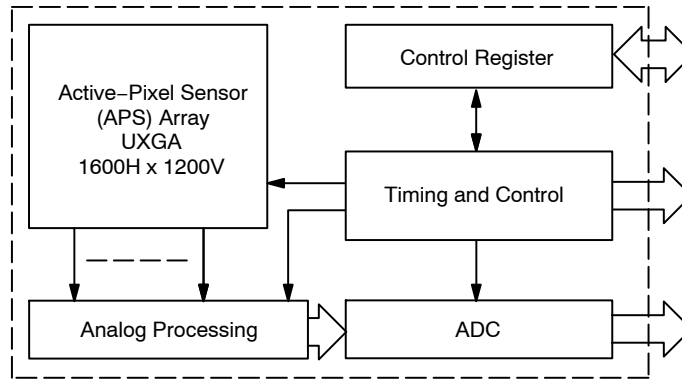 Active−Pixel Sensor
(APS) Array
UXGA
1600H x 1200V
Control Register
Timing and Control
Analog Processing
ADC